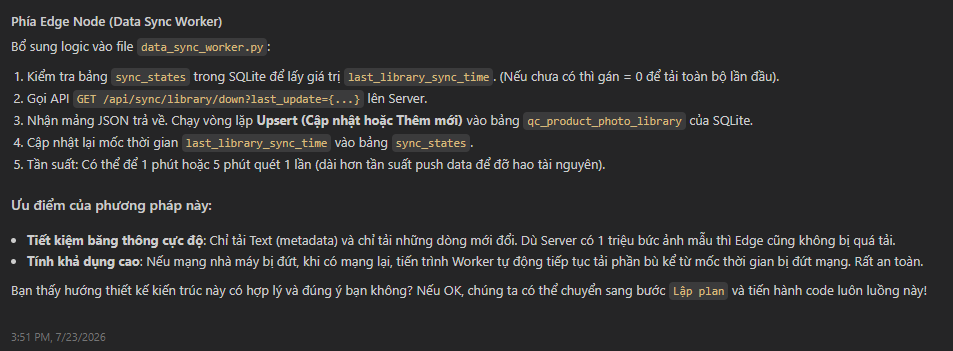 Phía Edge Node (Data Sync Worker)
Bổ sung logic vào file data_sync_worker.py:
1. Kiểm tra bảng sync_states trong SQLite để lấy giá trị last_library_sync_time. (Nếu chưa có thì gán = 0 để tải toàn bộ lần đầu).
2. Gọi API GET /api/sync/library/down?last_update={...} lên Server.
3. Nhận mảng JSON trả về. Chạy vòng lặp Upsert (Cập nhật hoặc Thêm mới) vào bảng qc_product_photo_library của SQLite.
4. Cập nhật lại mốc thời gian last_library_sync_time vào bảng sync_states.
5. Tần suất: Có thể để 1 phút hoặc 5 phút quét 1 lần (dài hơn tần suất push data để đỡ hao tài nguyên).
Ưu điểm của phương pháp này:
• Tiết kiệm băng thông cực độ: Chỉ tải Text (metadata) và chỉ tải những dòng mới đổi. Dù Server có 1 triệu bức ảnh mẫu thì Edge cũng không bị quá tải.
• Tính khả dụng cao: Nếu mạng nhà máy bị đứt, khi có mạng lại, tiến trình Worker tự động tiếp tục tải phần bù kể từ mốc thời gian bị đứt mạng. Rất an toàn.
Bạn thấy hướng thiết kế kiến trúc này có hợp lý và đúng ý bạn không? Nếu OK, chúng ta có thể chuyển sang bước Lập plan và tiến hành code luôn luồng này!
3:51 PM, 7/23/2026